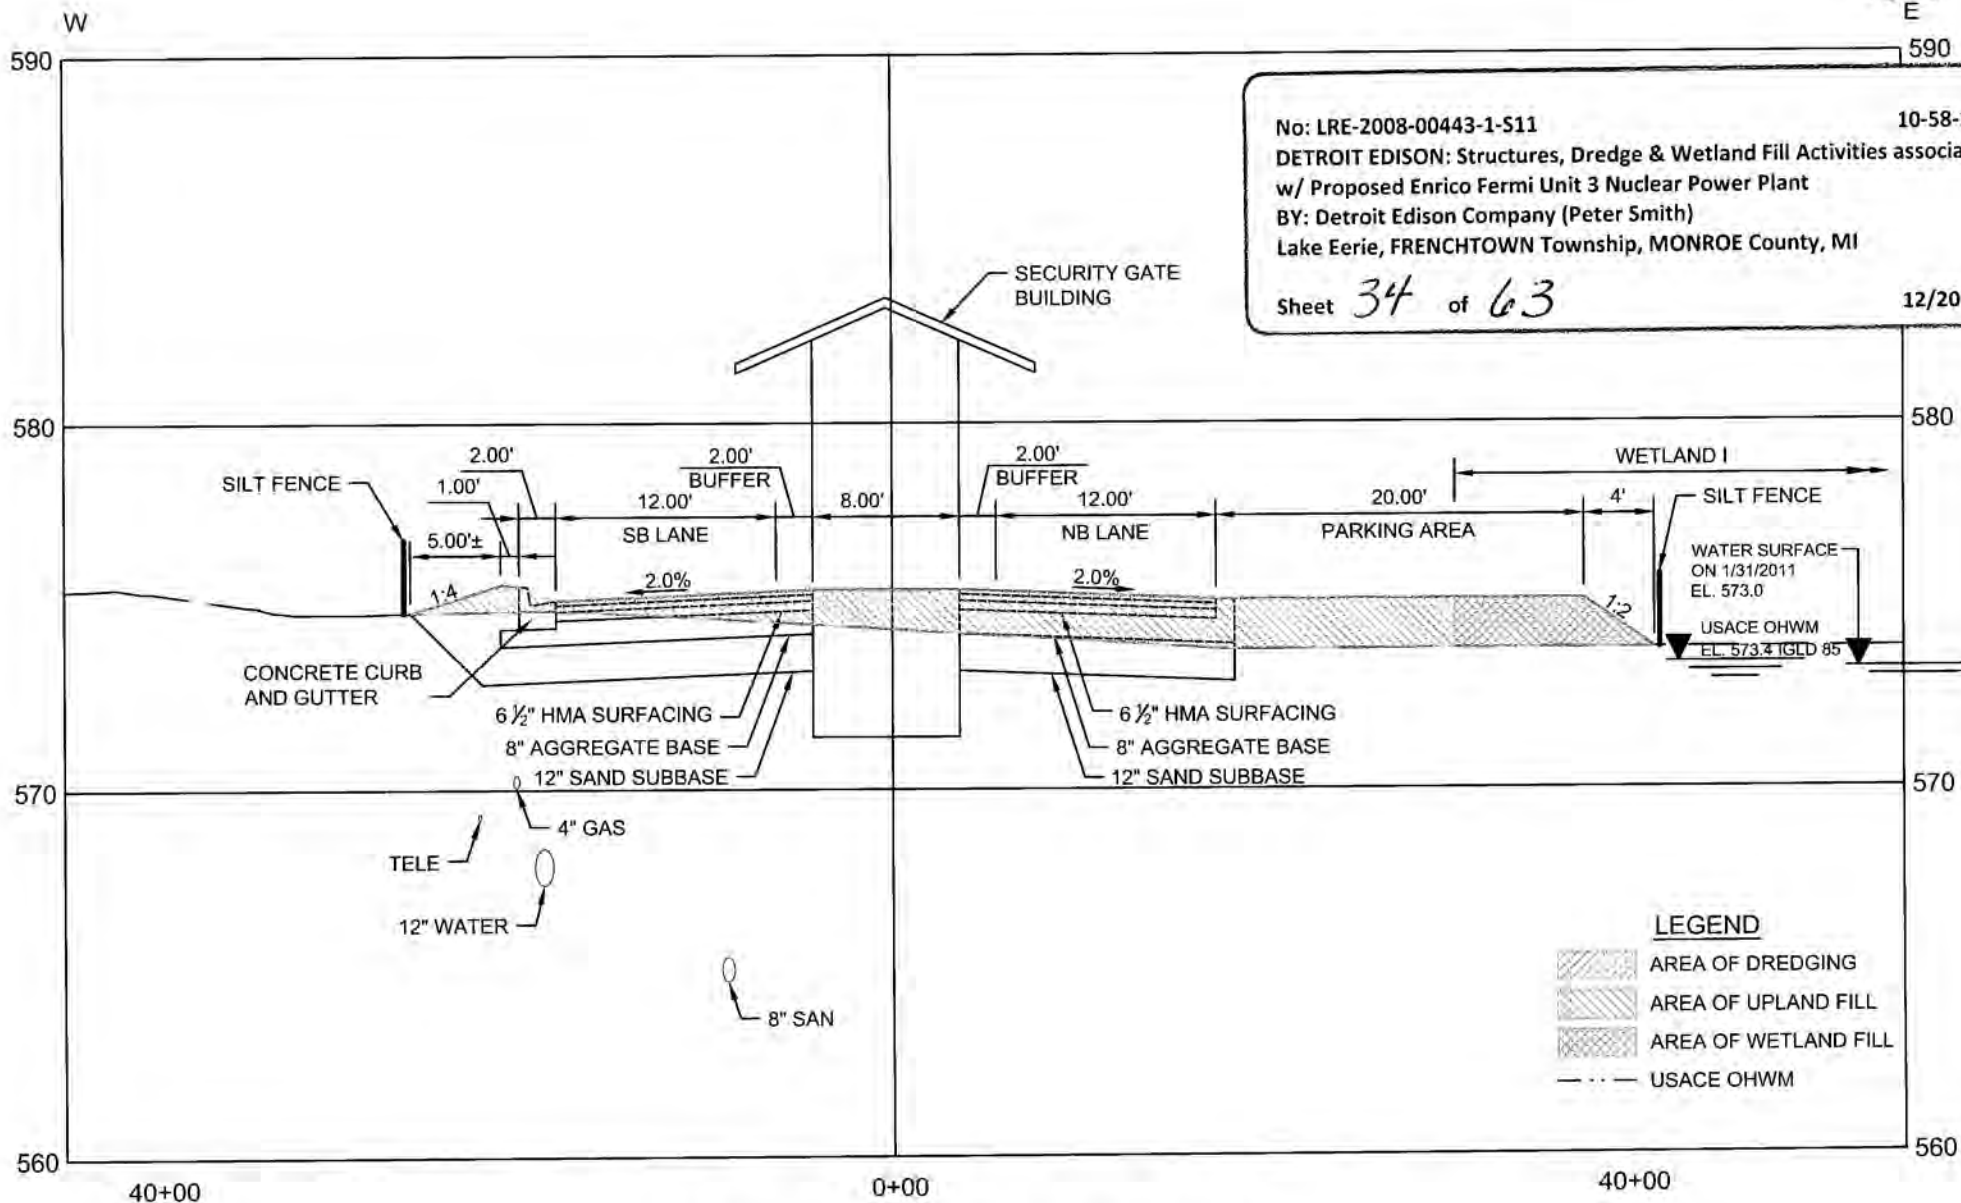 W
E
590
590
No: LRE-2008-00443-1-S11
10-58-
DETROIT EDISON: Structures, Dredge & Wetland Fill Activities associa
w/ Proposed Enrico Fermi Unit 3 Nuclear Power Plant
BY: Detroit Edison Company (Peter Smith)
Lake Eerie, FRENCHTOWN Township, MONROE County, MI
Sheet 34 of 63
12/20
SECURITY GATE
BUILDING
580
580
SILT FENCE
2.00'
1.00'
5.00'±
12.00'
SB LANE
2.00'
BUFFER
8.00'
2.00'
BUFFER
12.00'
NB LANE
20.00'
PARKING AREA
WETLAND I
4'
SILT FENCE
WATER SURFACE
ON 1/31/2011
EL. 573.0
USACE OHWM
EL. 573.4 IGLD 85
1:4
2.0%
2.0%
1:2
CONCRETE CURB
AND GUTTER
6 ½" HMA SURFACING
8" AGGREGATE BASE
12" SAND SUBBASE
6 ½" HMA SURFACING
8" AGGREGATE BASE
12" SAND SUBBASE
570
570
4" GAS
TELE
12" WATER
8" SAN
LEGEND
AREA OF DREDGING
AREA OF UPLAND FILL
AREA OF WETLAND FILL
USACE OHWM
560
560
40+00
0+00
40+00